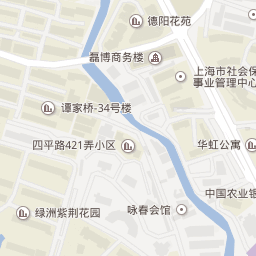 德阳花苑
磊博商务楼
上海市社会保
事业管理中心
谭家桥-34号楼
四平路421弄小区
华虹公寓
中国农业银
绿洲紫荆花园
咏春会馆